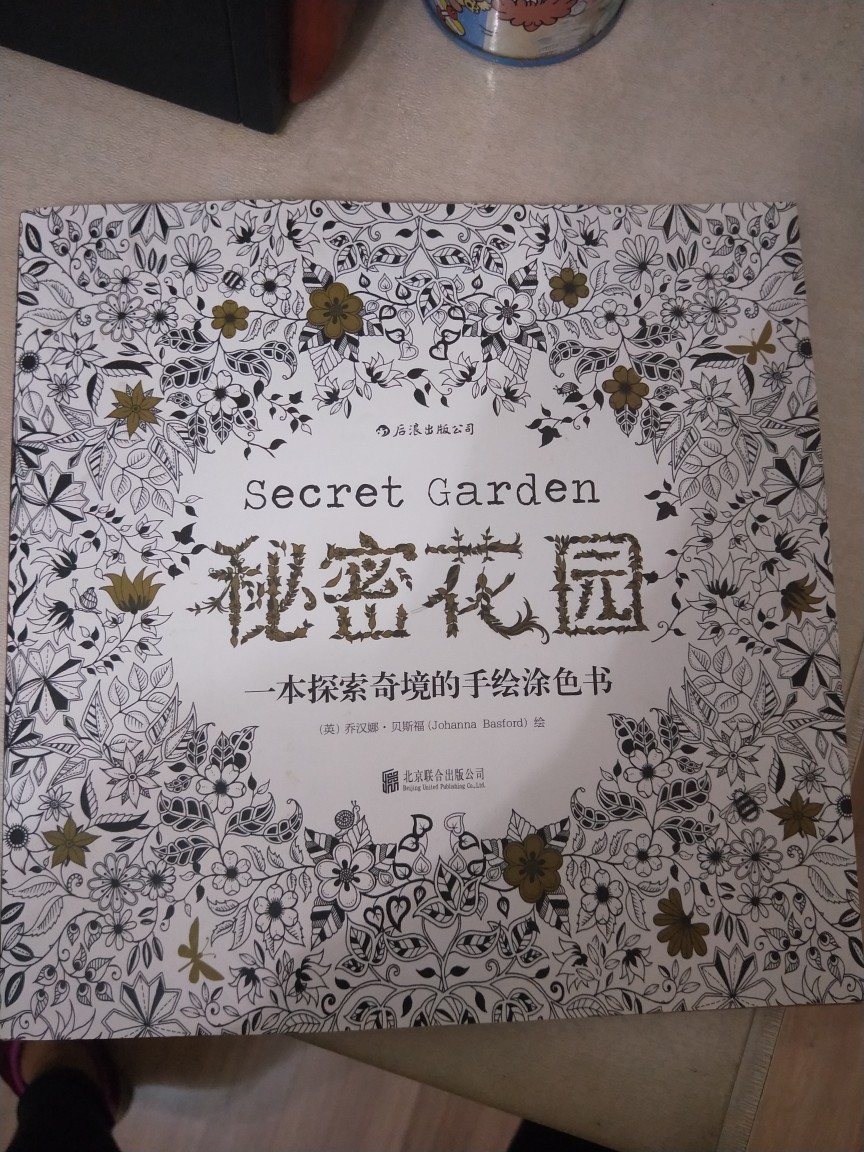 后浪出版公司
Secret Garden
秘密花园
一本探索奇境的手绘涂色书
（英）乔汉娜·贝斯福（Johanna Basford）绘
北京联合出版公司
Beijing United Publishing Co.,Ltd.